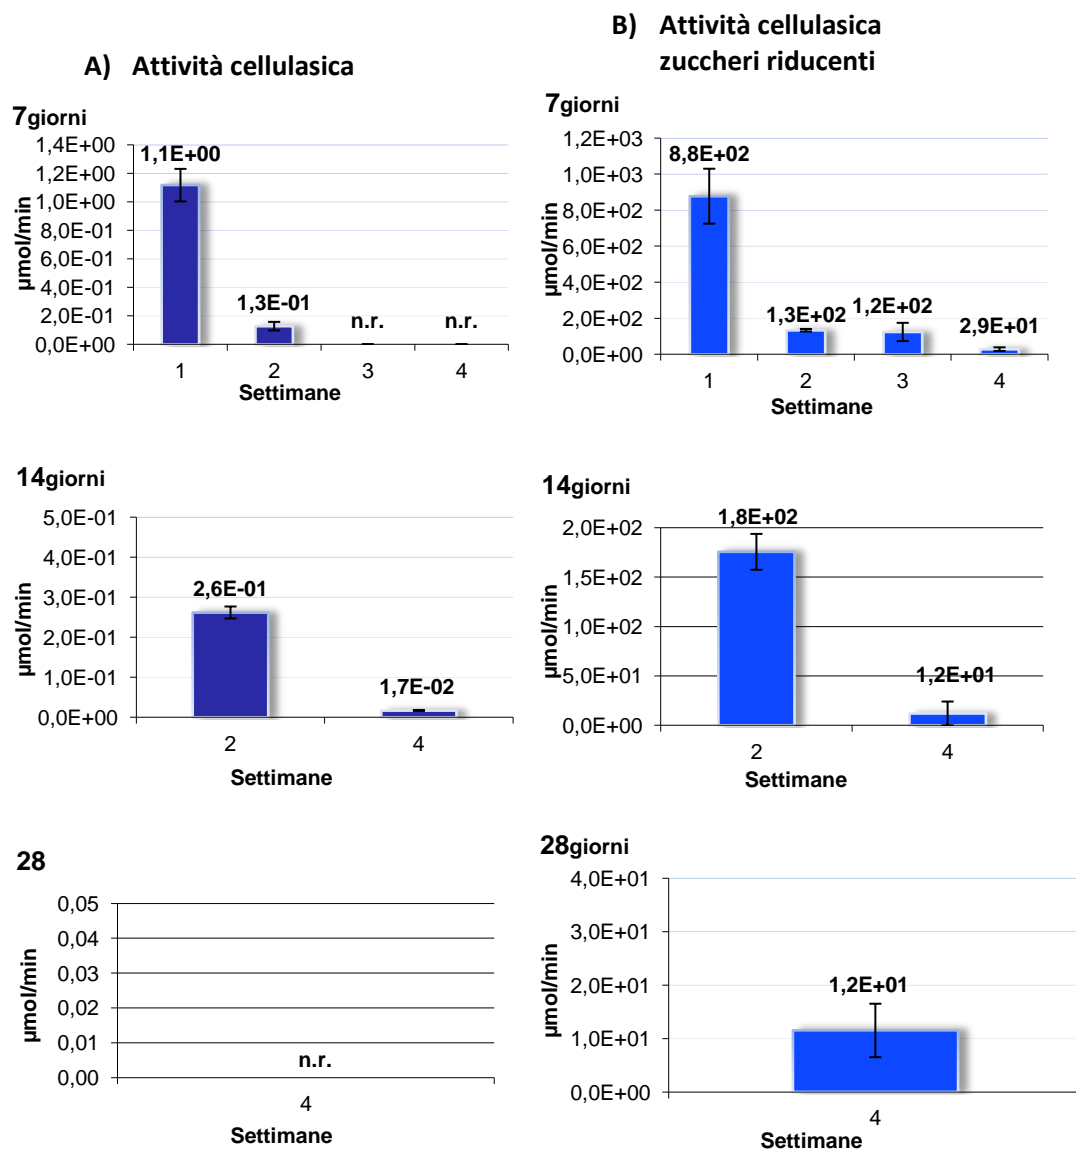 A) Attività cellulasica
7giorni
1,4E+00
1,2E+00
1,0E+00
8,0E-01
6,0E-01
4,0E-01
2,0E-01
0,0E+00
µmol/min
1,1E+00
1,3E-01
n.r.
n.r.
1
2
3
4
Settimane
B) Attività cellulasica
zuccheri riducenti
7giorni
1,2E+03
1,0E+03
8,0E+02
6,0E+02
4,0E+02
2,0E+02
0,0E+00
µmol/min
8,8E+02
1,3E+02
1,2E+02
2,9E+01
1
2
3
4
Settimane
14giorni
5,0E-01
4,0E-01
3,0E-01
2,0E-01
1,0E-01
0,0E+00
µmol/min
2,6E-01
1,7E-02
2
4
Settimane
14giorni
2,0E+02
1,5E+02
1,0E+02
5,0E+01
0,0E+00
µmol/min
1,8E+02
1,2E+01
2
4
Settimane
28
0,05
0,04
0,03
0,02
0,01
0,00
µmol/min
n.r.
4
Settimane
28giorni
4,0E+01
3,0E+01
2,0E+01
1,0E+01
0,0E+00
µmol/min
1,2E+01
4
Settimane